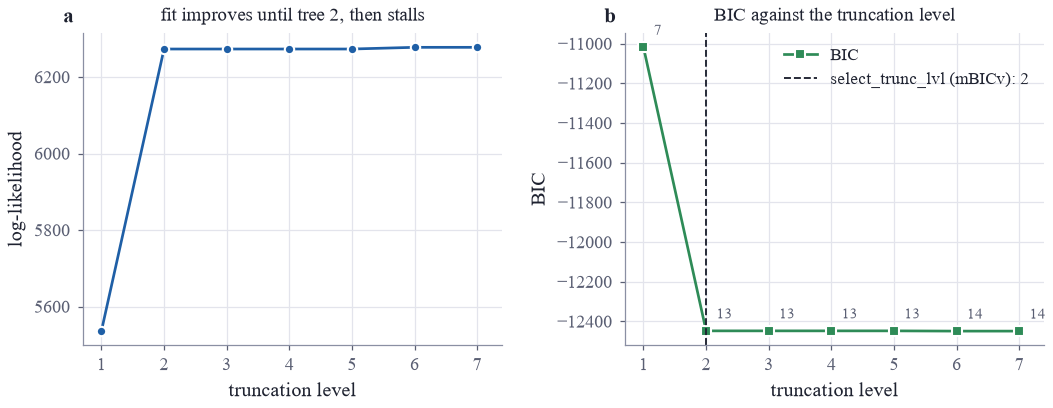 a
fit improves until tree 2, then stalls
6200
6000
5800
5600
log-likelihood
1 2 3 4 5 6 7
truncation level
b
BIC against the truncation level
7
BIC
select_trunc_lvl (mBICv): 2
−11000
−11200
−11400
−11600
−11800
−12000
−12200
−12400
BIC
13 13 13 13 14 14
1 2 3 4 5 6 7
truncation level